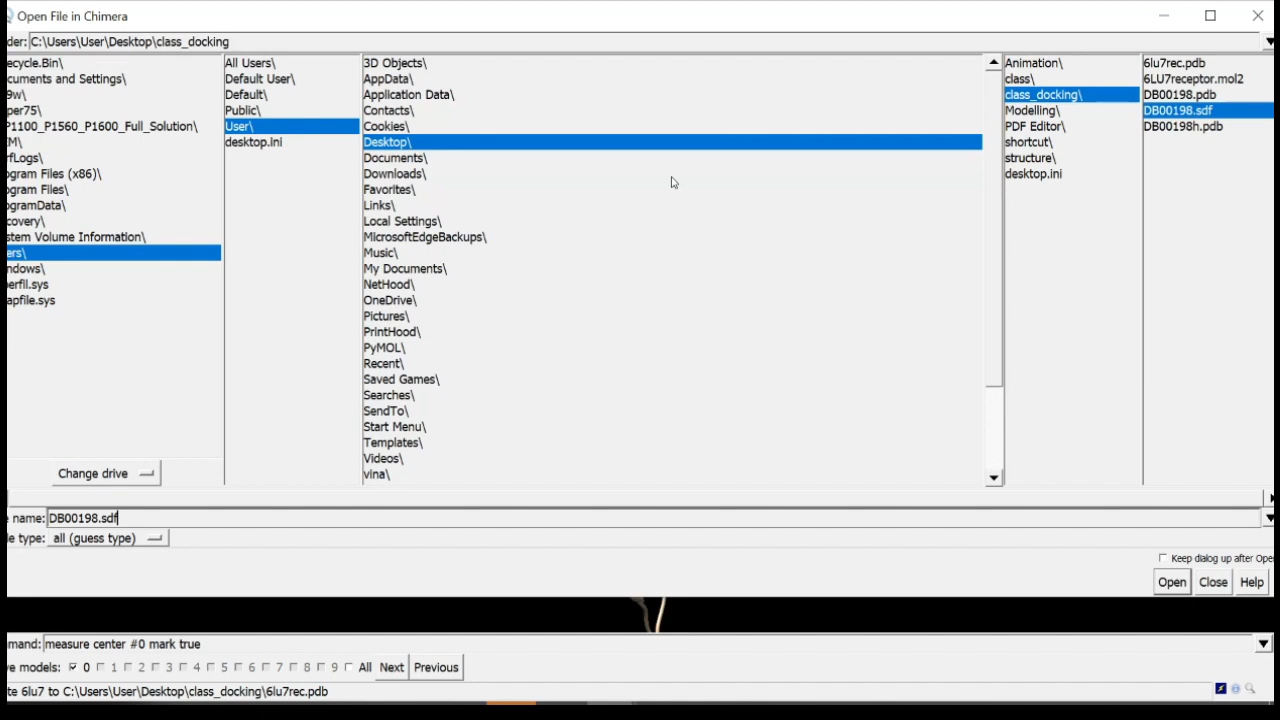 Open File in Chimera
der: C:\Users\User\Desktop\class_docking
ecycle.Bin\
cuments and Settings\
9w\
per75\
P1100_P1560_P1600_Full_Solution\
M\
rfLogs\
ogram Files (x86)\
ogram Files\
ogramData\
covery\
stem Volume Information\
ers\
ndows\
perfil.sys
apfile.sys
Change drive
All Users\
Default User\
Default\
Public\
User\
desktop.ini
3D Objects\
AppData\
Application Data\
Contacts\
Cookies\
Desktop\
Documents\
Downloads\
Favorites\
Links\
Local Settings\
MicrosoftEdgeBackups\
Music\
My Documents\
NetHood\
OneDrive\
Pictures\
PrintHood\
PyMOL\
Recent\
Saved Games\
Searches\
SendTo\
Start Menu\
Templates\
Videos\
vina\
Animation\
class\
class_docking\
Modelling\
PDF Editor\
shortcut\
structure\
desktop.ini
6lu7rec.pdb
6LU7receptor.mol2
DB00198.pdb
DB00198.sdf
DB00198h.pdb
e name: DB00198.sdf
le type: all (guess type)
Keep dialog up after Ope
Open Close Help
mand: measure center #0 mark true
ve models: 0 1 2 3 4 5 6 7 8 9 All Next Previous
te 6lu7 to C:\Users\User\Desktop\class_docking\6lu7rec.pdb